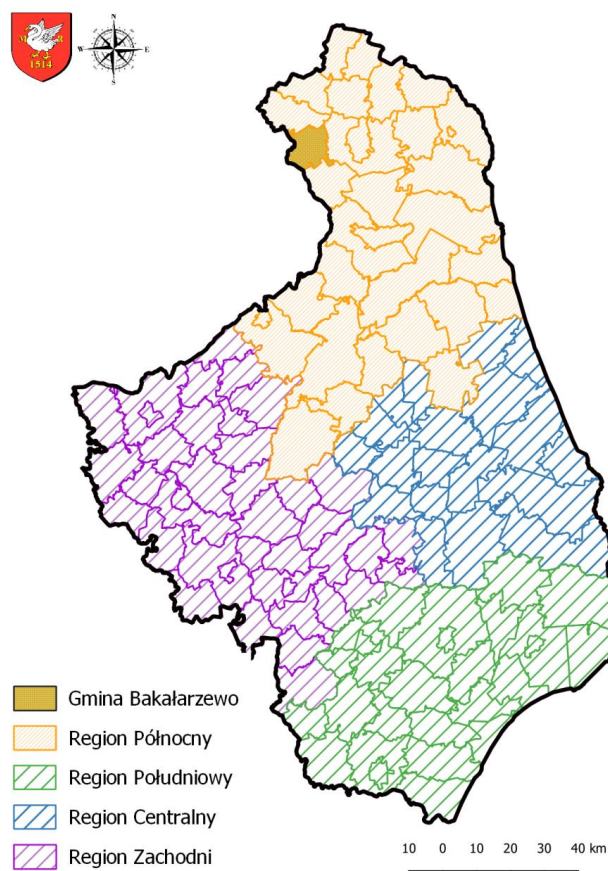 M R
1514
N
W E
S
Gmina Bakałarzewo
Region Północny
Region Południowy
Region Centralny
Region Zachodni
10 0 10 20 30 40 km